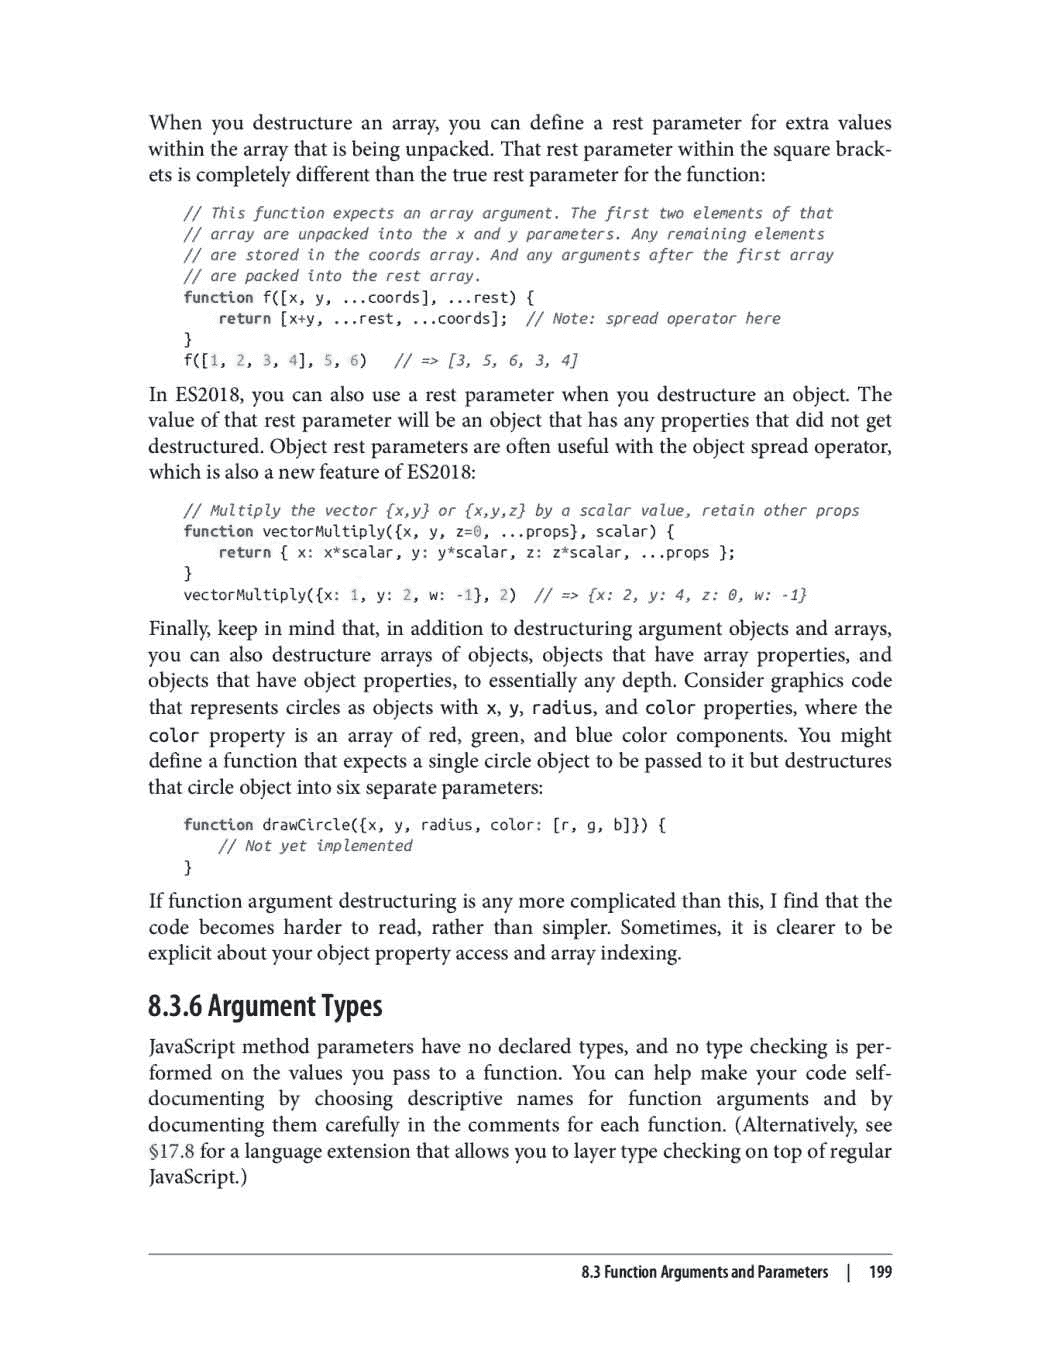 When you destructure an array, you can define a rest parameter for extra values
within the array that is being unpacked. That rest parameter within the square brack-
ets is completely different than the true rest parameter for the function:
// This function expects an array argument. The first two elements of that
// array are unpacked into the x and y parameters. Any remaining elements
// are stored in the coords array. And any arguments after the first array
// are packed into the rest array.
function f([x, y, ...coords], ...rest) {
    return [x+y, ...rest, ...coords];  // Note: spread operator here
}
f([1, 2, 3, 4], 5, 6)   // => [3, 5, 6, 3, 4]
In ES2018, you can also use a rest parameter when you destructure an object. The
value of that rest parameter will be an object that has any properties that did not get
destructured. Object rest parameters are often useful with the object spread operator,
which is also a new feature of ES2018:
// Multiply the vector {x,y} or {x,y,z} by a scalar value, retain other props
function vectorMultiply({x, y, z=0, ...props}, scalar) {
    return { x: x*scalar, y: y*scalar, z: z*scalar, ...props };
}
vectorMultiply({x: 1, y: 2, w: -1}, 2)  // => {x: 2, y: 4, z: 0, w: -1}
Finally, keep in mind that, in addition to destructuring argument objects and arrays,
you can also destructure arrays of objects, objects that have array properties, and
objects that have object properties, to essentially any depth. Consider graphics code
that represents circles as objects with x, y, radius, and color properties, where the
color property is an array of red, green, and blue color components. You might
define a function that expects a single circle object to be passed to it but destructures
that circle object into six separate parameters:
function drawCircle({x, y, radius, color: [r, g, b]}) {
    // Not yet implemented
}
If function argument destructuring is any more complicated than this, I find that the
code becomes harder to read, rather than simpler. Sometimes, it is clearer to be
explicit about your object property access and array indexing.
8.3.6 Argument Types
JavaScript method parameters have no declared types, and no type checking is per-
formed on the values you pass to a function. You can help make your code self-
documenting by choosing descriptive names for function arguments and by
documenting them carefully in the comments for each function. (Alternatively, see
§17.8 for a language extension that allows you to layer type checking on top of regular
JavaScript.)
8.3 Function Arguments and Parameters | 199